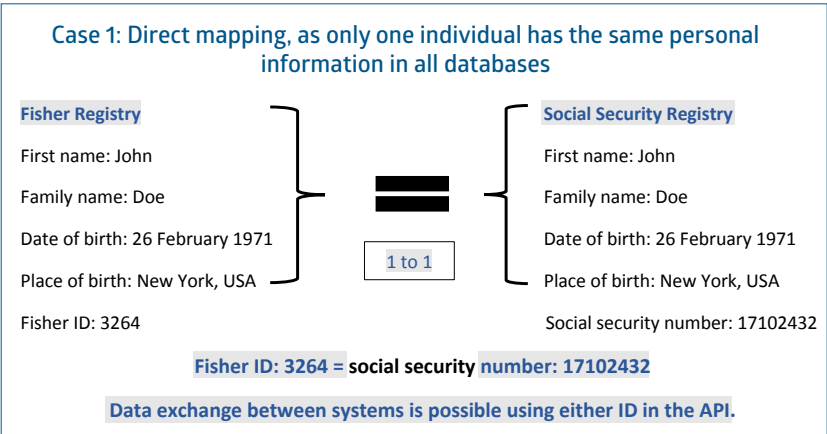 Case 1: Direct mapping, as only one individual has the same personal
information in all databases
Fisher Registry
First name: John
Family name: Doe
Date of birth: 26 February 1971
Place of birth: New York, USA
Fisher ID: 3264
1 to 1
Social Security Registry
First name: John
Family name: Doe
Date of birth: 26 February 1971
Place of birth: New York, USA
Social security number: 17102432
Fisher ID: 3264 = social security number: 17102432
Data exchange between systems is possible using either ID in the API.